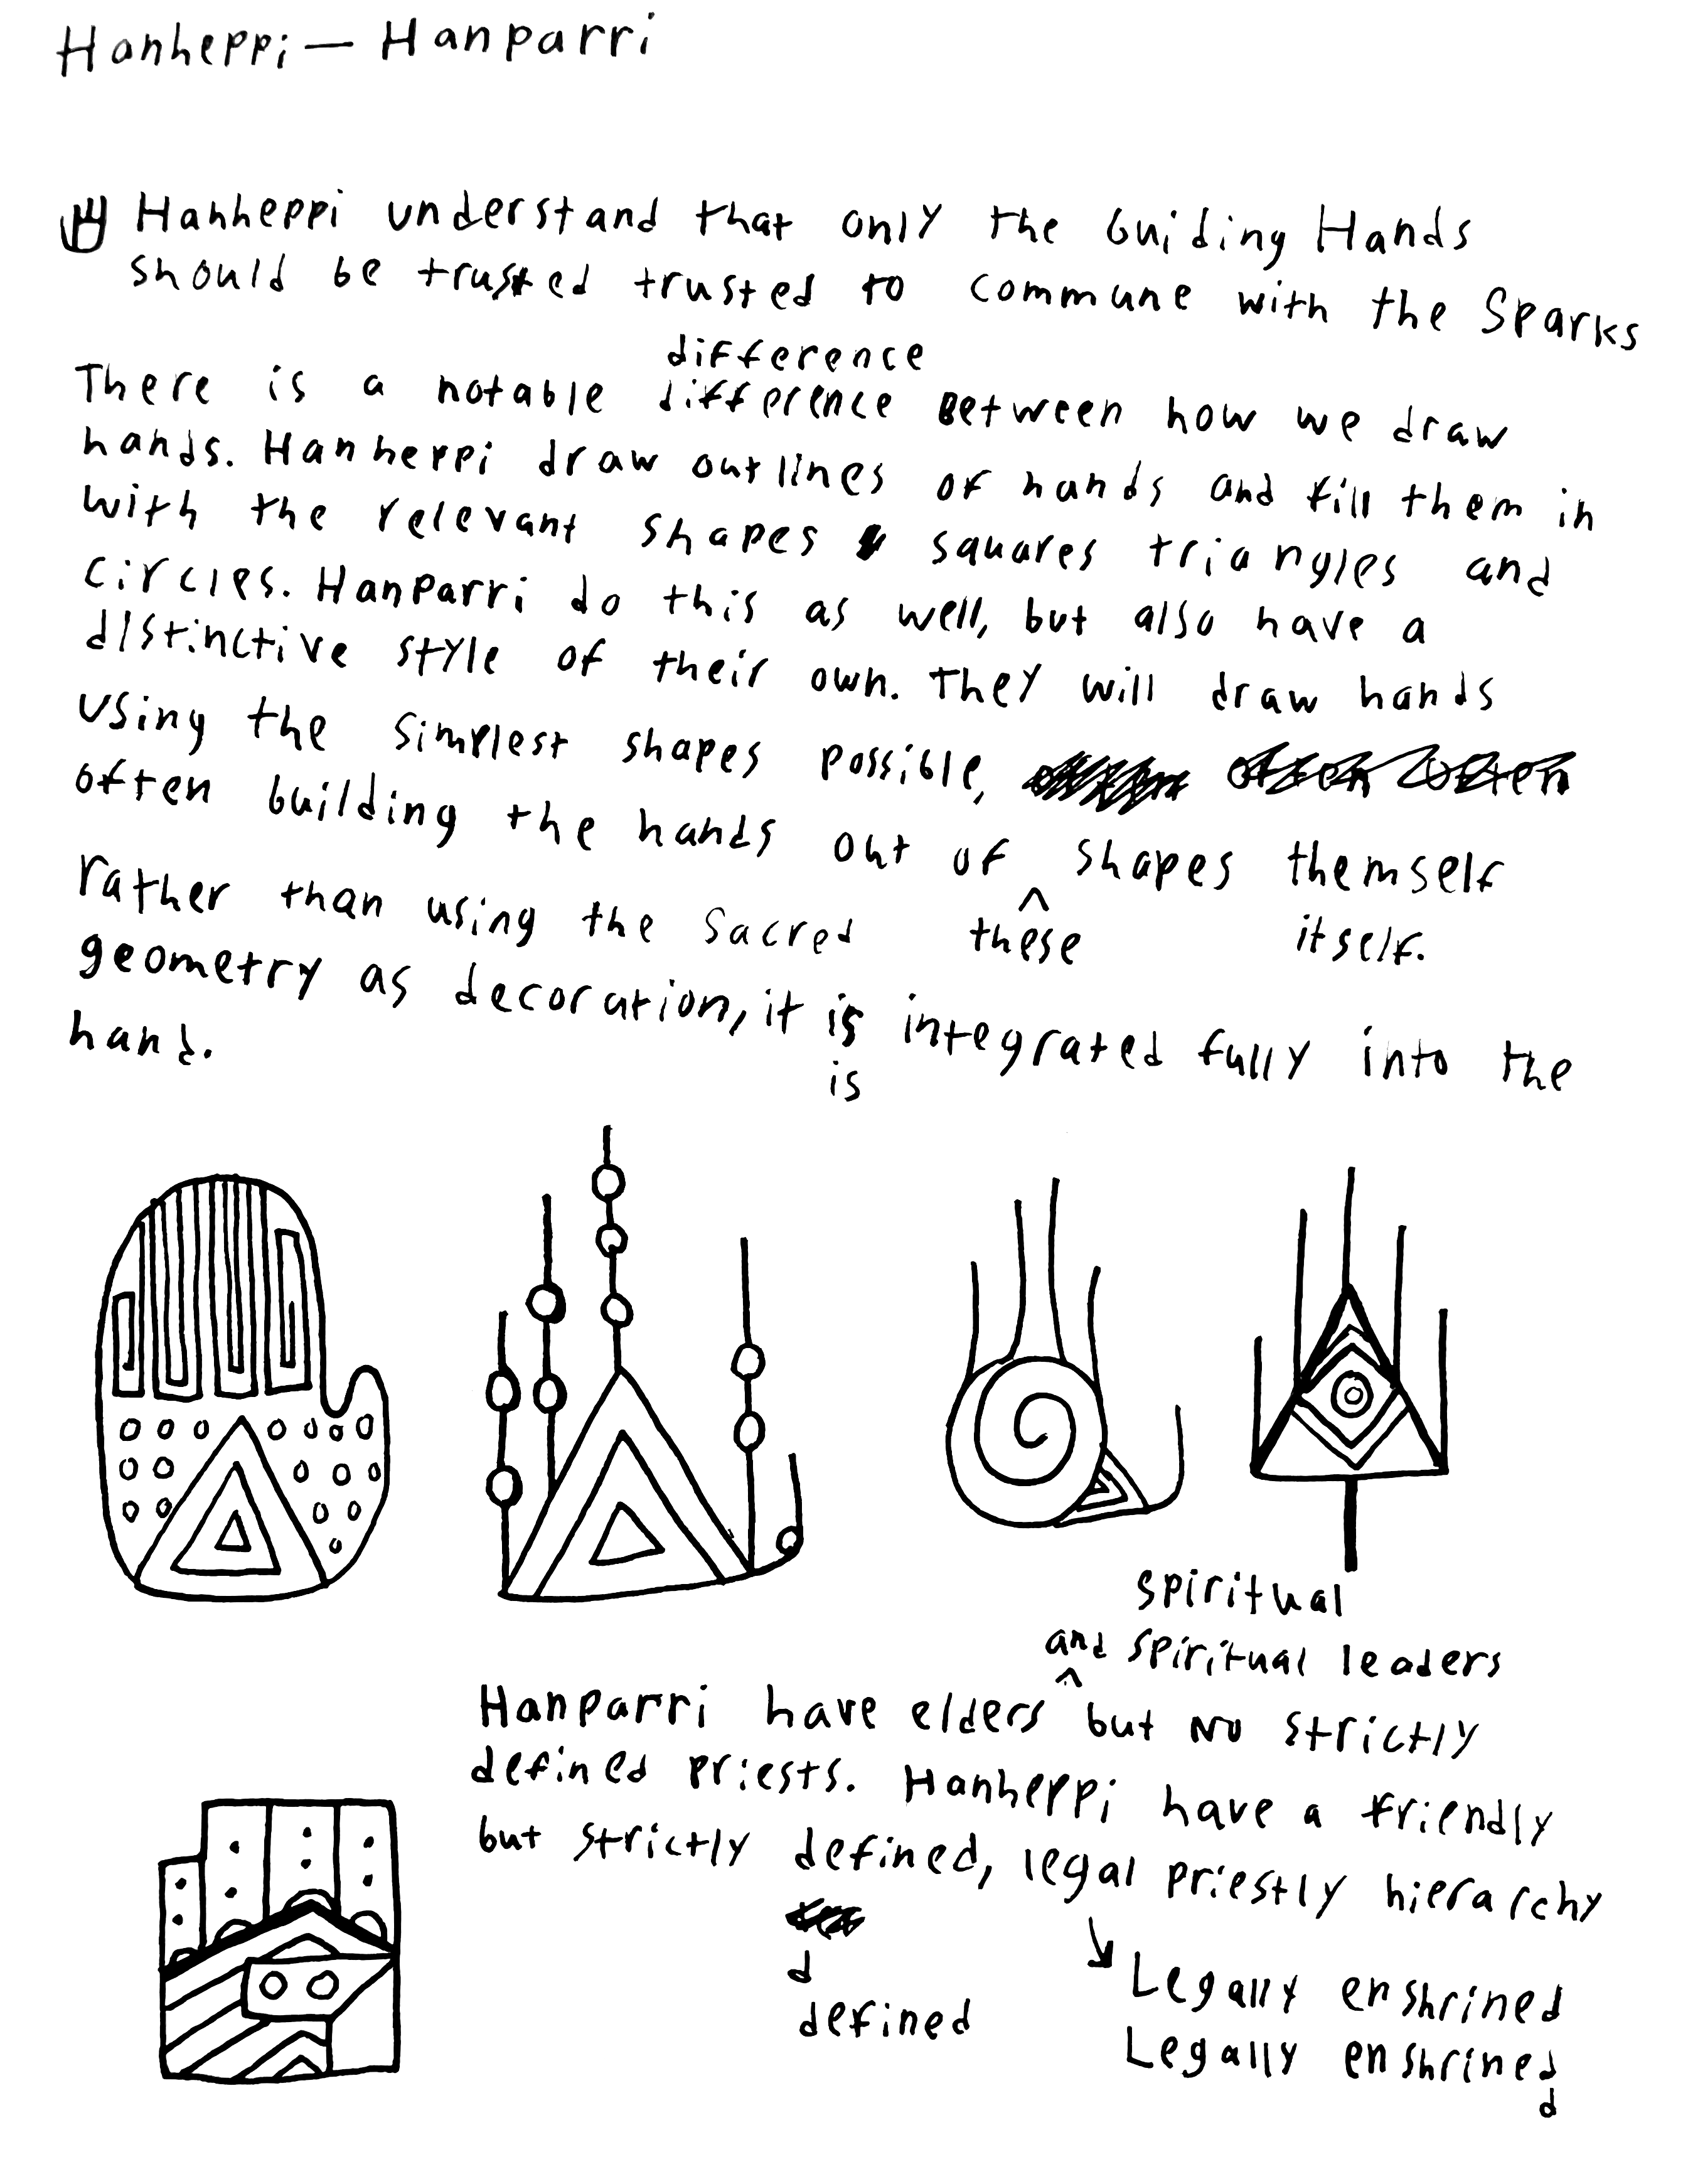 Hanheppi — Hanparri
Hanheppi understand that only the Guiding Hands
should be trusted trusted to commune with the Sparks
difference
There is a notable difference Between how we draw
hands. Hanheppi draw outlines of hands and fill them in
with the relevant shapes squares triangles and
circles. Hanparri do this as well, but also have a
distinctive style of their own. They will draw hands
using the simplest shapes possible,
often building the hands out of shapes themself
^
these itself.
rather than using the Sacred
geometry as decoration, it is integrated fully into the
is
hand.
spiritual
and spiritual leaders
^
Hanparri have elders but No strictly
defined priests. Hanheppi have a friendly
but strictly defined, legal priestly hierarchy
d
defined
Legally enshrined
Legally enshrined
d